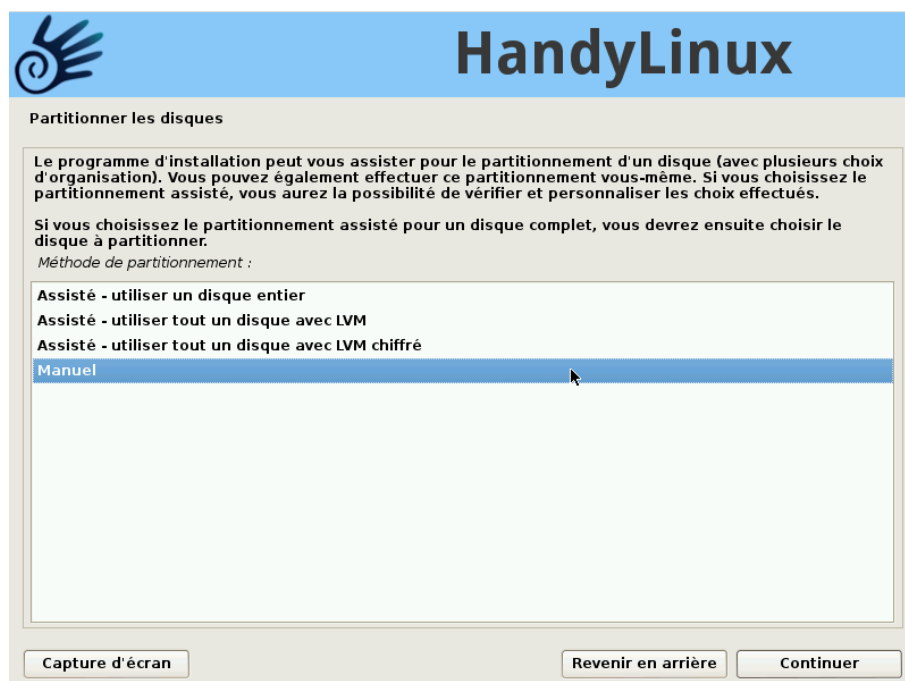 HandyLinux
Partitionner les disques
Le programme d'installation peut vous assister pour le partitionnement d'un disque (avec plusieurs choix
d'organisation). Vous pouvez également effectuer ce partitionnement vous-même. Si vous choisissez le
partitionnement assisté, vous aurez la possibilité de vérifier et personnaliser les choix effectués.
Si vous choisissez le partitionnement assisté pour un disque complet, vous devrez ensuite choisir le
disque à partitionner.
Méthode de partitionnement :
Assisté - utiliser un disque entier
Assisté - utiliser tout un disque avec LVM
Assisté - utiliser tout un disque avec LVM chiffré
Manuel
Capture d'écran
Revenir en arrière
Continuer